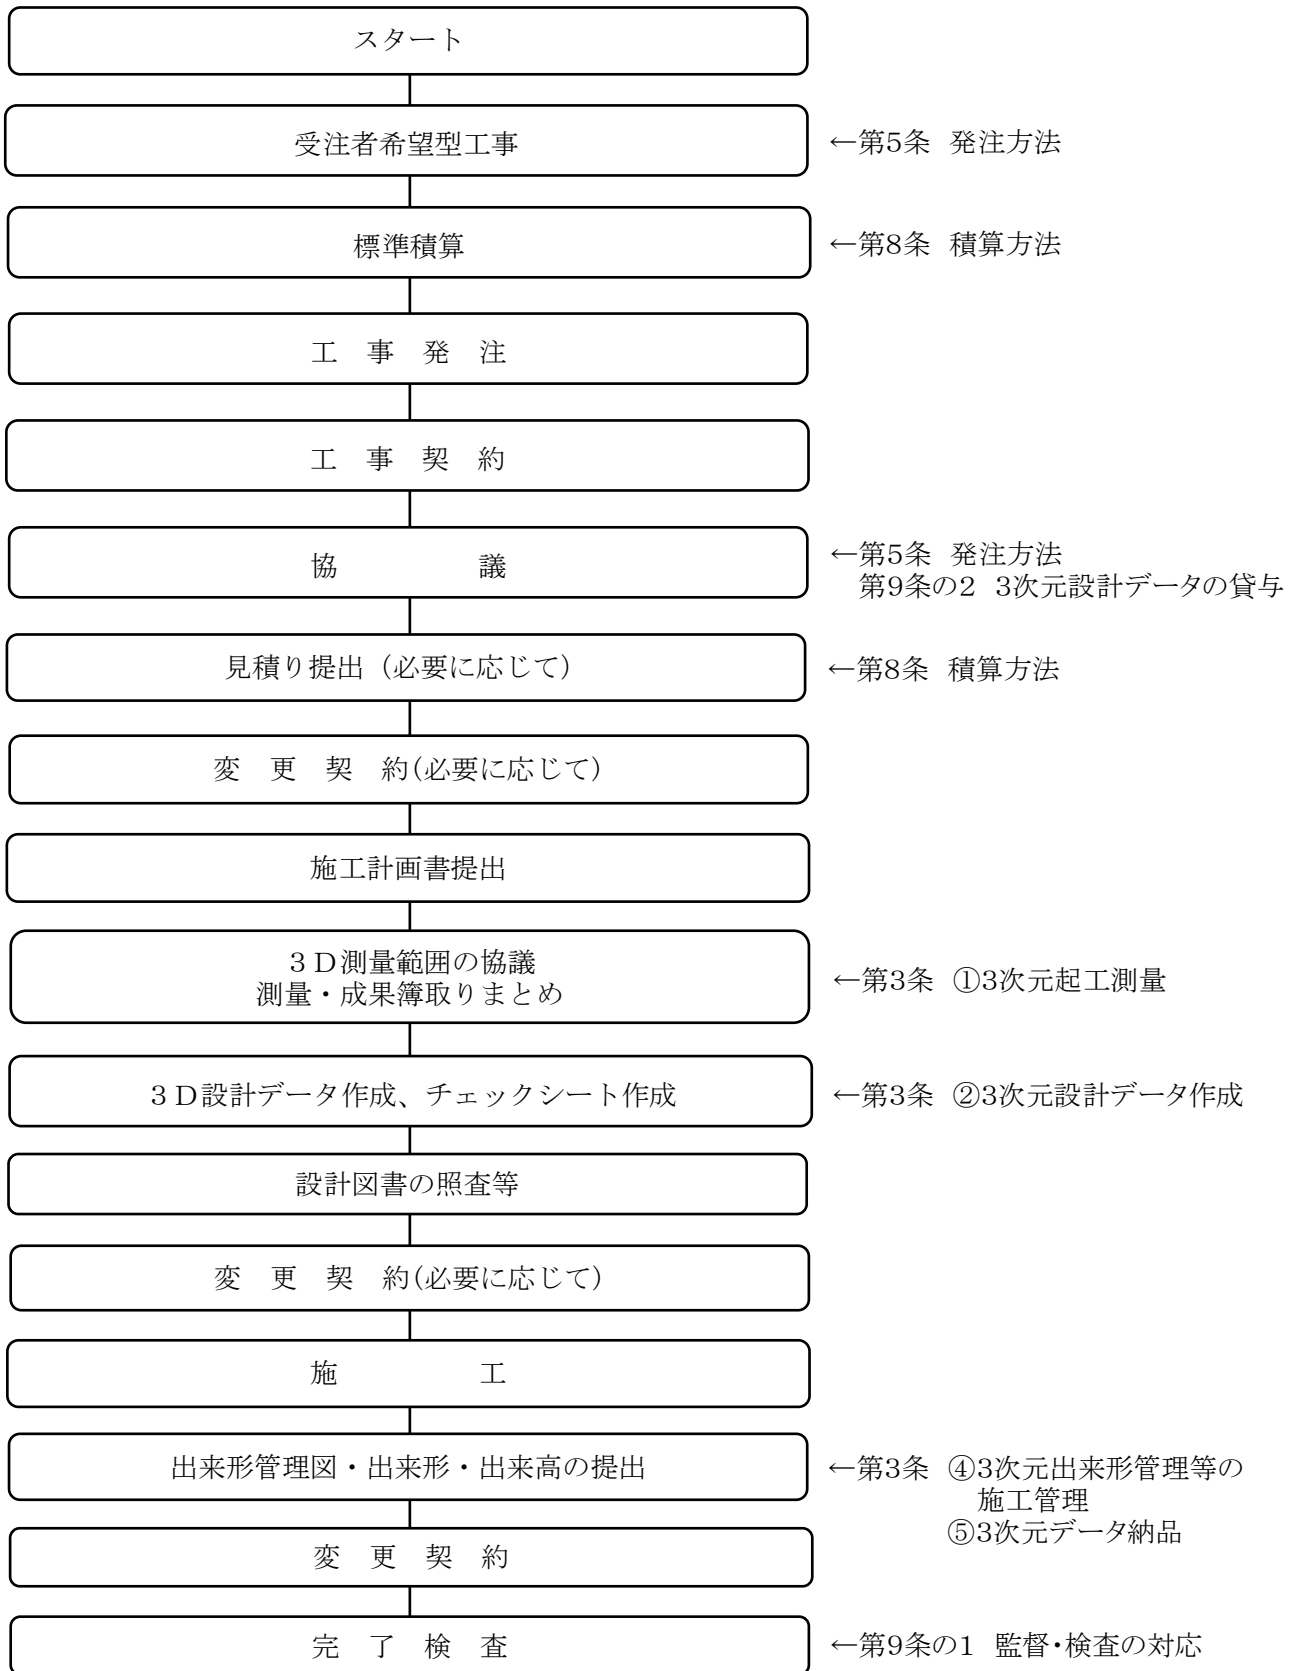 スタート
受注者希望型工事
←第5条 発注方法
標準積算
←第8条 積算方法
工 事 発 注
工 事 契 約
協 議
←第5条 発注方法
第9条の2 3次元設計データの貸与
見積り提出（必要に応じて）
←第8条 積算方法
変 更 契 約(必要に応じて)
施工計画書提出
３Ｄ測量範囲の協議
測量・成果簿取りまとめ
←第3条 ①3次元起工測量
３Ｄ設計データ作成、チェックシート作成
←第3条 ②3次元設計データ作成
設計図書の照査等
変 更 契 約(必要に応じて)
施 工
出来形管理図・出来形・出来高の提出
←第3条 ④3次元出来形管理等の
施工管理
⑤3次元データ納品
変 更 契 約
完 了 検 査
←第9条の1 監督・検査の対応